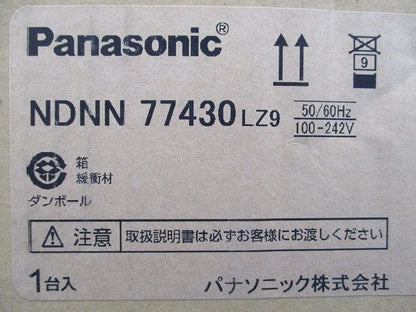 Panasonic®
9
NDNN 77430 LZ9
50/60Hz
100-242V
箱
緩衝材
ダンボール
注意
取扱説明書は必ずお客様にお渡しください
1台入
パナソニック株式会社